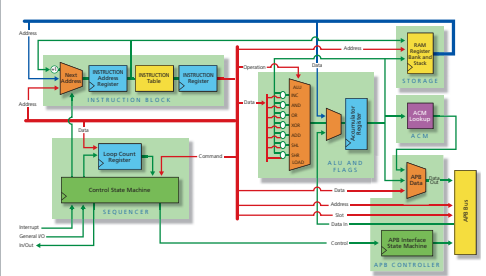 Address
Next
Address
INSTRUCTION
Address
Register
INSTRUCTION
Table
INSTRUCTION
Register
INSTRUCTION BLOCK
Address
Data
Loop Count
Register
Command
Control State Machine
SEQUENCER
Interrupt
General I/O
In/Out
Operation
Data
Data
Address
ALU
INC
AND
OR
XOR
ADD
SHL
SHR
LOAD
Accumulator
Register
ALU AND
FLAGS
RAM
Register
Bank and
Stack
STORAGE
ACM
Lookup
ACM
APB
Data
Data
Out
Data
Address
Slot
Data In
Control
APB Interface
State Machine
APB CONTROLLER
APB Bus